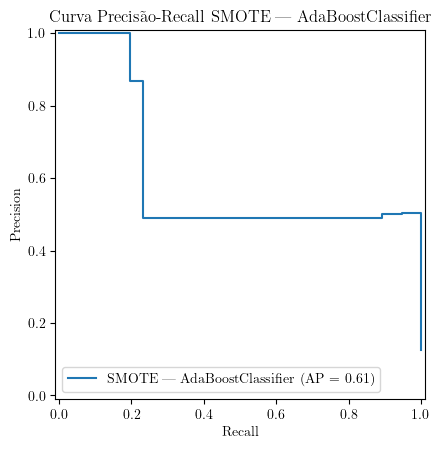 Curva Precisão-Recall SMOTE — AdaBoostClassifier
1.0
0.8
0.6
0.4
0.2
0.0
Precision
SMOTE — AdaBoostClassifier (AP = 0.61)
0.0 0.2 0.4 0.6 0.8 1.0
Recall